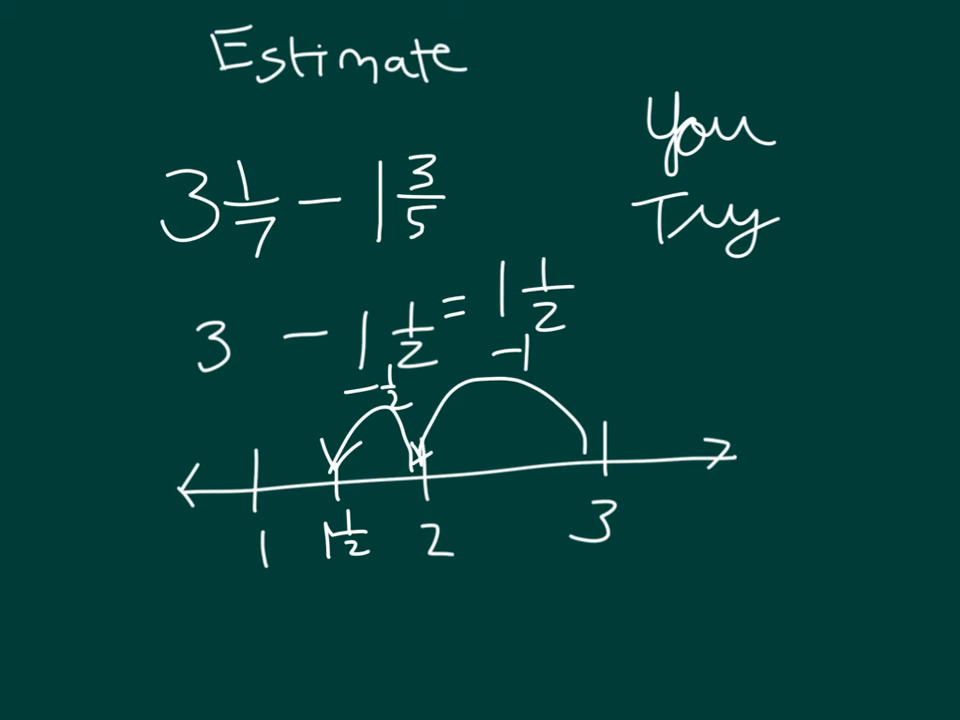 Estimate
You
Try
3 1/7 - 1 3/5
3 - 1 1/2 = 1 1/2
- 1/2
-1
1 1 1/2 2 3